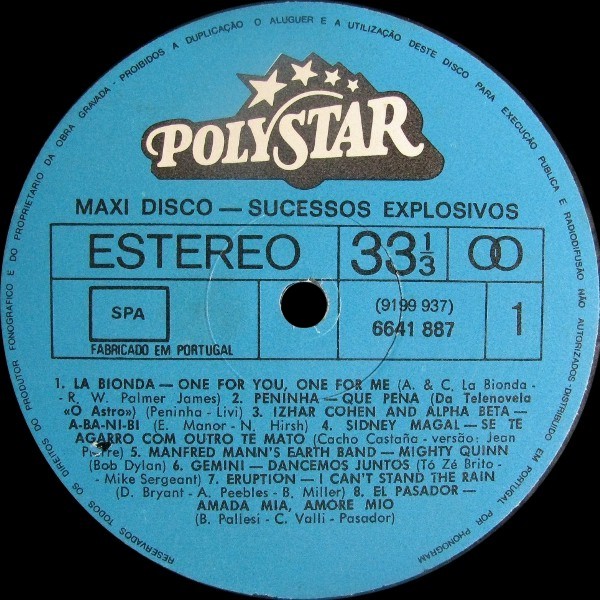 RESERVADOS TODOS OS DIREITOS DO PRODUTOR FONOGRAFICO E DO PROPRIETARIO DA OBRA GRAVADA - PROIBIDOS A DUPLICAÇÃO O ALUGUER E A UTILIZAÇÃO DESTE DISCO PARA EXECUÇÃO PUBLICA E RADIODIFUSÃO NÃO AUTORIZADOS-DISTRIBUIDO EM PORTUGAL POR PHONOGRAM
POLYSTAR
MAXI DISCO — SUCESSOS EXPLOSIVOS
ESTEREO 33 1/3
SPA (9199 937) 6641 887 1
FABRICADO EM PORTUGAL
1. LA BIONDA — ONE FOR YOU, ONE FOR ME (A. & C. La Bionda -
- R. W. Palmer James) 2. PENINHA — QUE PENA (Da Telenovela
«O Astro») (Peninha - Livi) 3. IZHAR COHEN AND ALPHA BETA —
A-BA-NI-BI (E. Manor - N. Hirsh) 4. SIDNEY MAGAL — SE TE
AGARRO COM OUTRO TE MATO (Cacho Castaña — versão: Jean
5. MANFRED MANN'S EARTH BAND — MIGHTY QUINN
(Bob Dylan) 6. GEMINI — DANCEMOS JUNTOS (Tó Zé Brito -
- Mike Sergeant) 7. ERUPTION — I CAN'T STAND THE RAIN
(D. Bryant - A. Peebles - B. Miller) 8. EL PASADOR —
AMADA MIA, AMORE MIO
(B. Pallesi - C. Valli - Pasador)